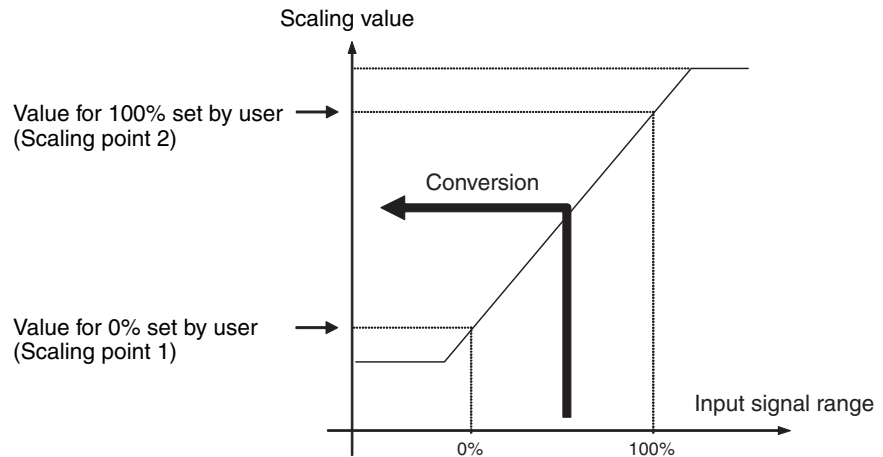 Scaling value
Value for 100% set by user
(Scaling point 2)
Conversion
Value for 0% set by user
(Scaling point 1)
Input signal range
0%
100%